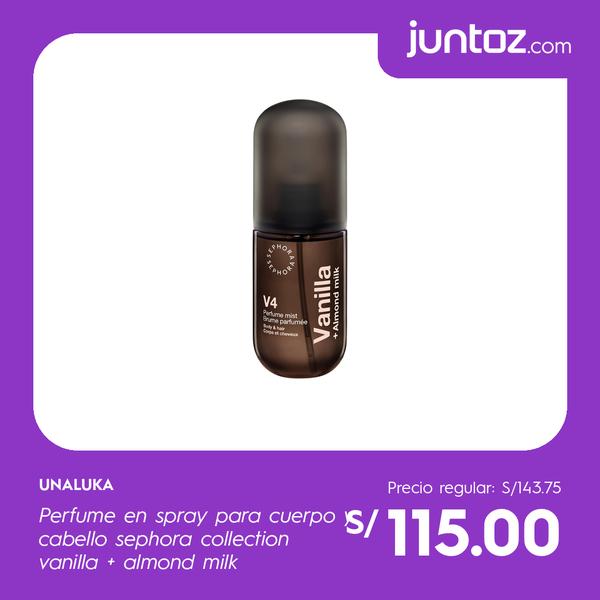 juntoz.com
SEPHORA SEPHORA
V4
Perfume mist
Brume parfumée
Body & hair
Corps et cheveux
Vanilla
+ Almond milk
UNALUKA
Perfume en spray para cuerpo y
cabello sephora collection
vanilla + almond milk
Precio regular: S/143.75
S/ 115.00